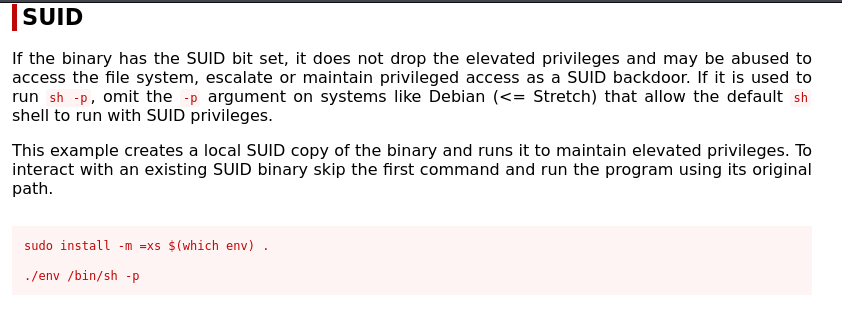 SUID
If the binary has the SUID bit set, it does not drop the elevated privileges and may be abused to
access the file system, escalate or maintain privileged access as a SUID backdoor. If it is used to
run sh -p, omit the -p argument on systems like Debian (<= Stretch) that allow the default sh
shell to run with SUID privileges.
This example creates a local SUID copy of the binary and runs it to maintain elevated privileges. To
interact with an existing SUID binary skip the first command and run the program using its original
path.
sudo install -m =xs $(which env) .
./env /bin/sh -p